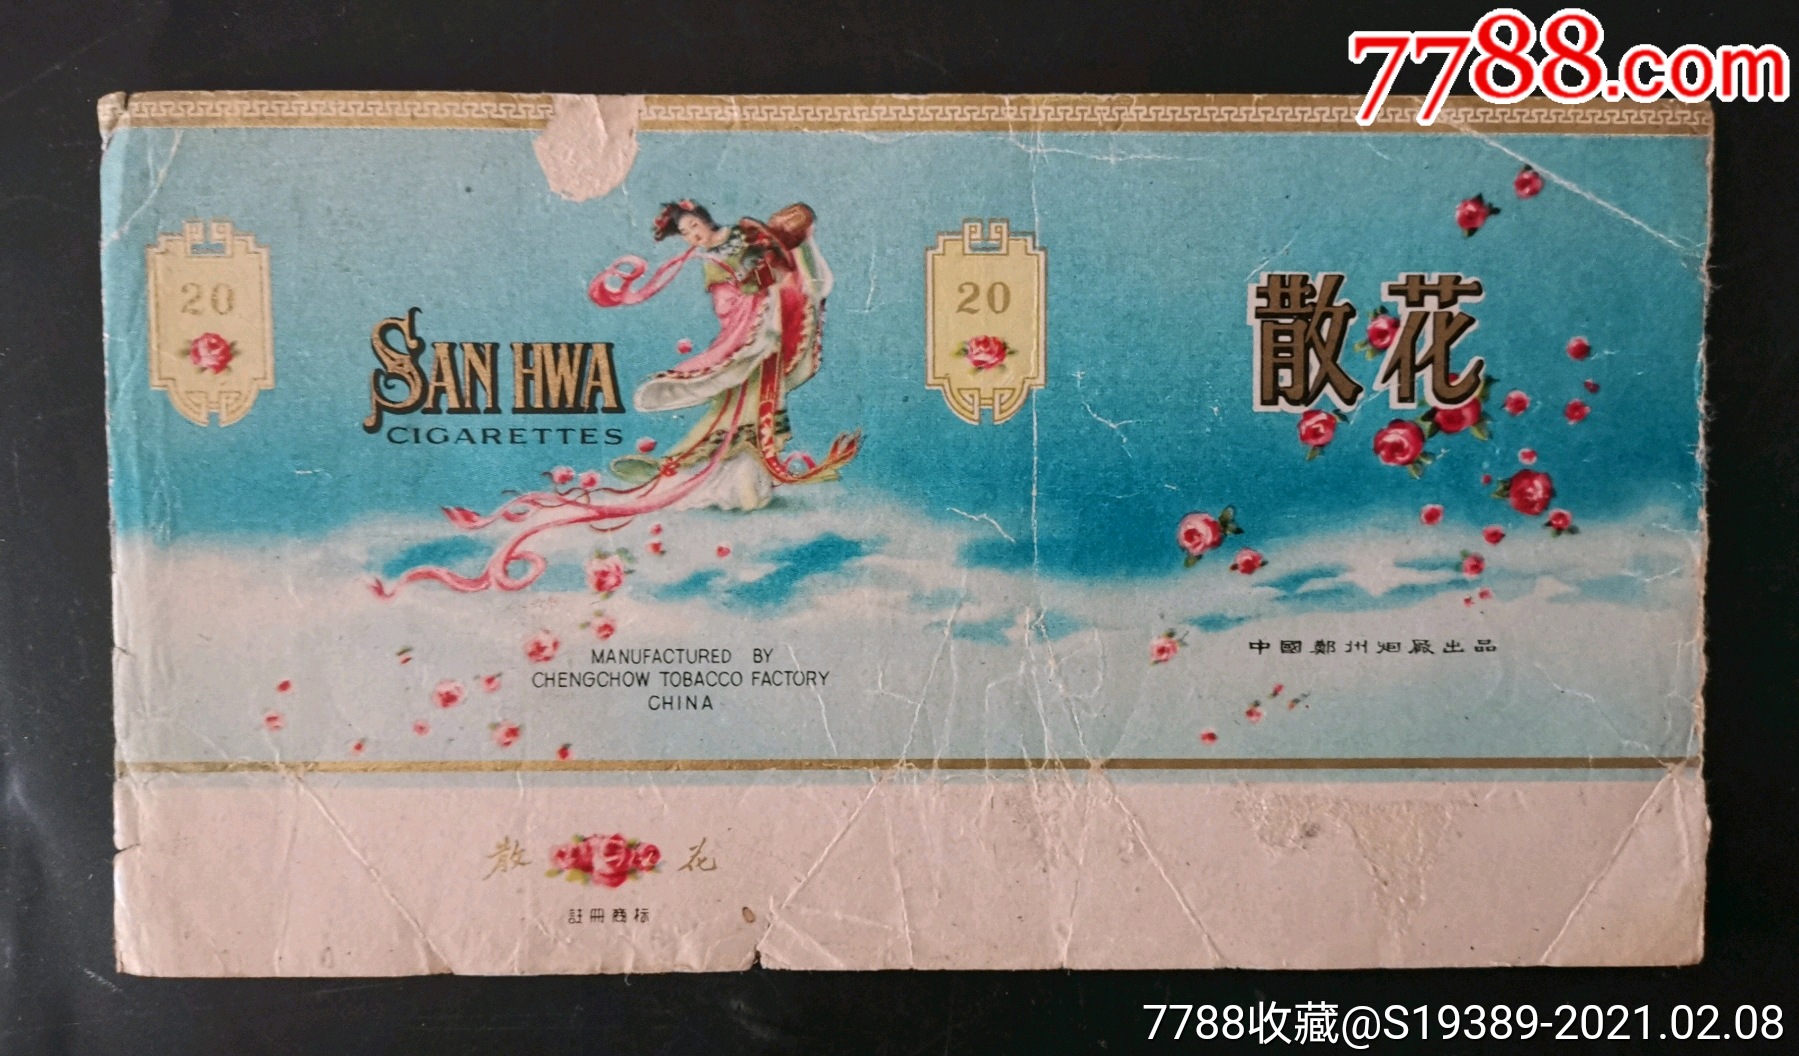 7788.com
20
SAN HWA
CIGARETTES
MANUFACTURED BY
CHENGCHOW TOBACCO FACTORY
CHINA
20
散花
中國鄭州烟厰出品
散花
註冊商标
7788收藏@S19389-2021.02.08